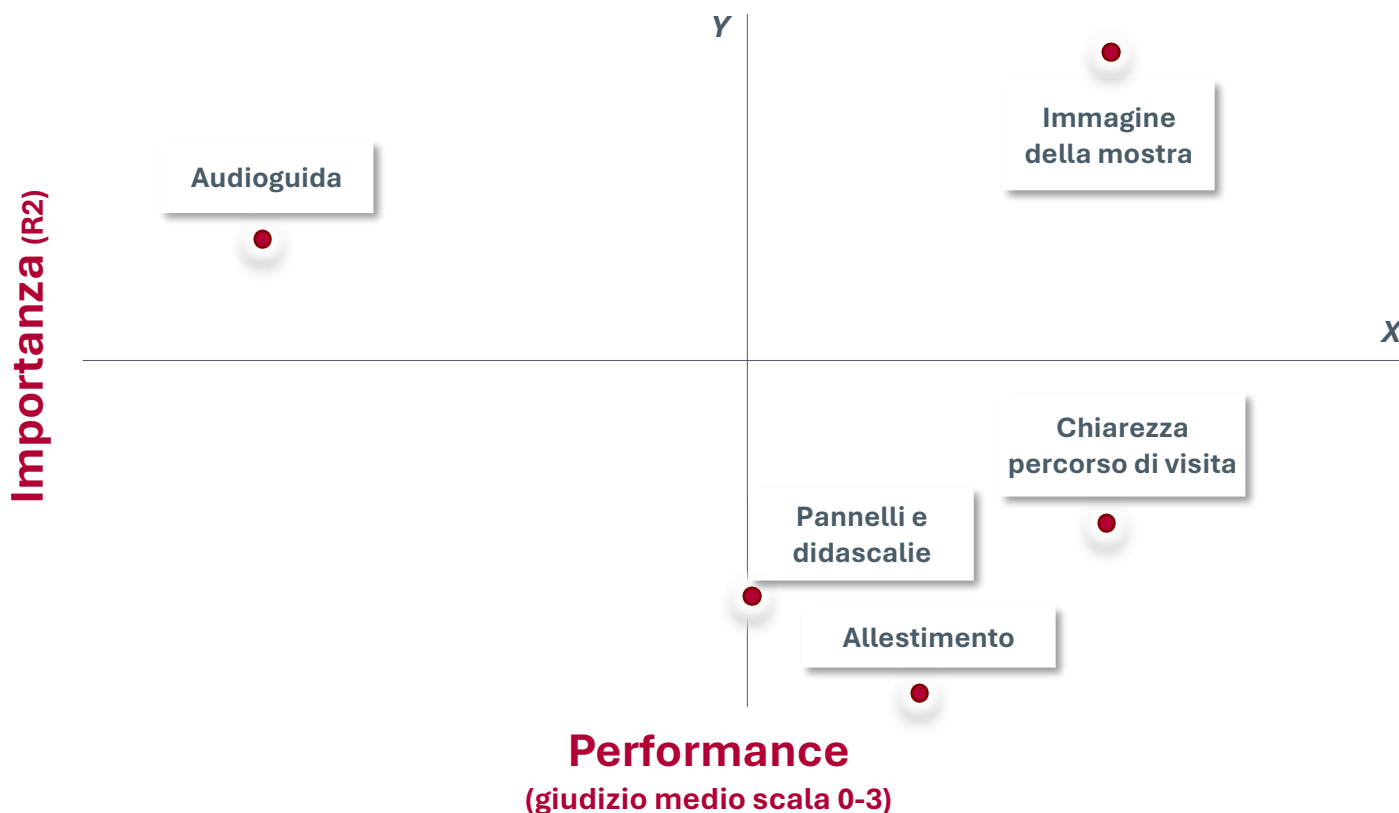 Y
Immagine
della mostra
Audioguida
Importanza (R2)
X
Chiarezza
percorso di visita
Pannelli e
didascalie
Allestimento
Performance
(giudizio medio scala 0-3)